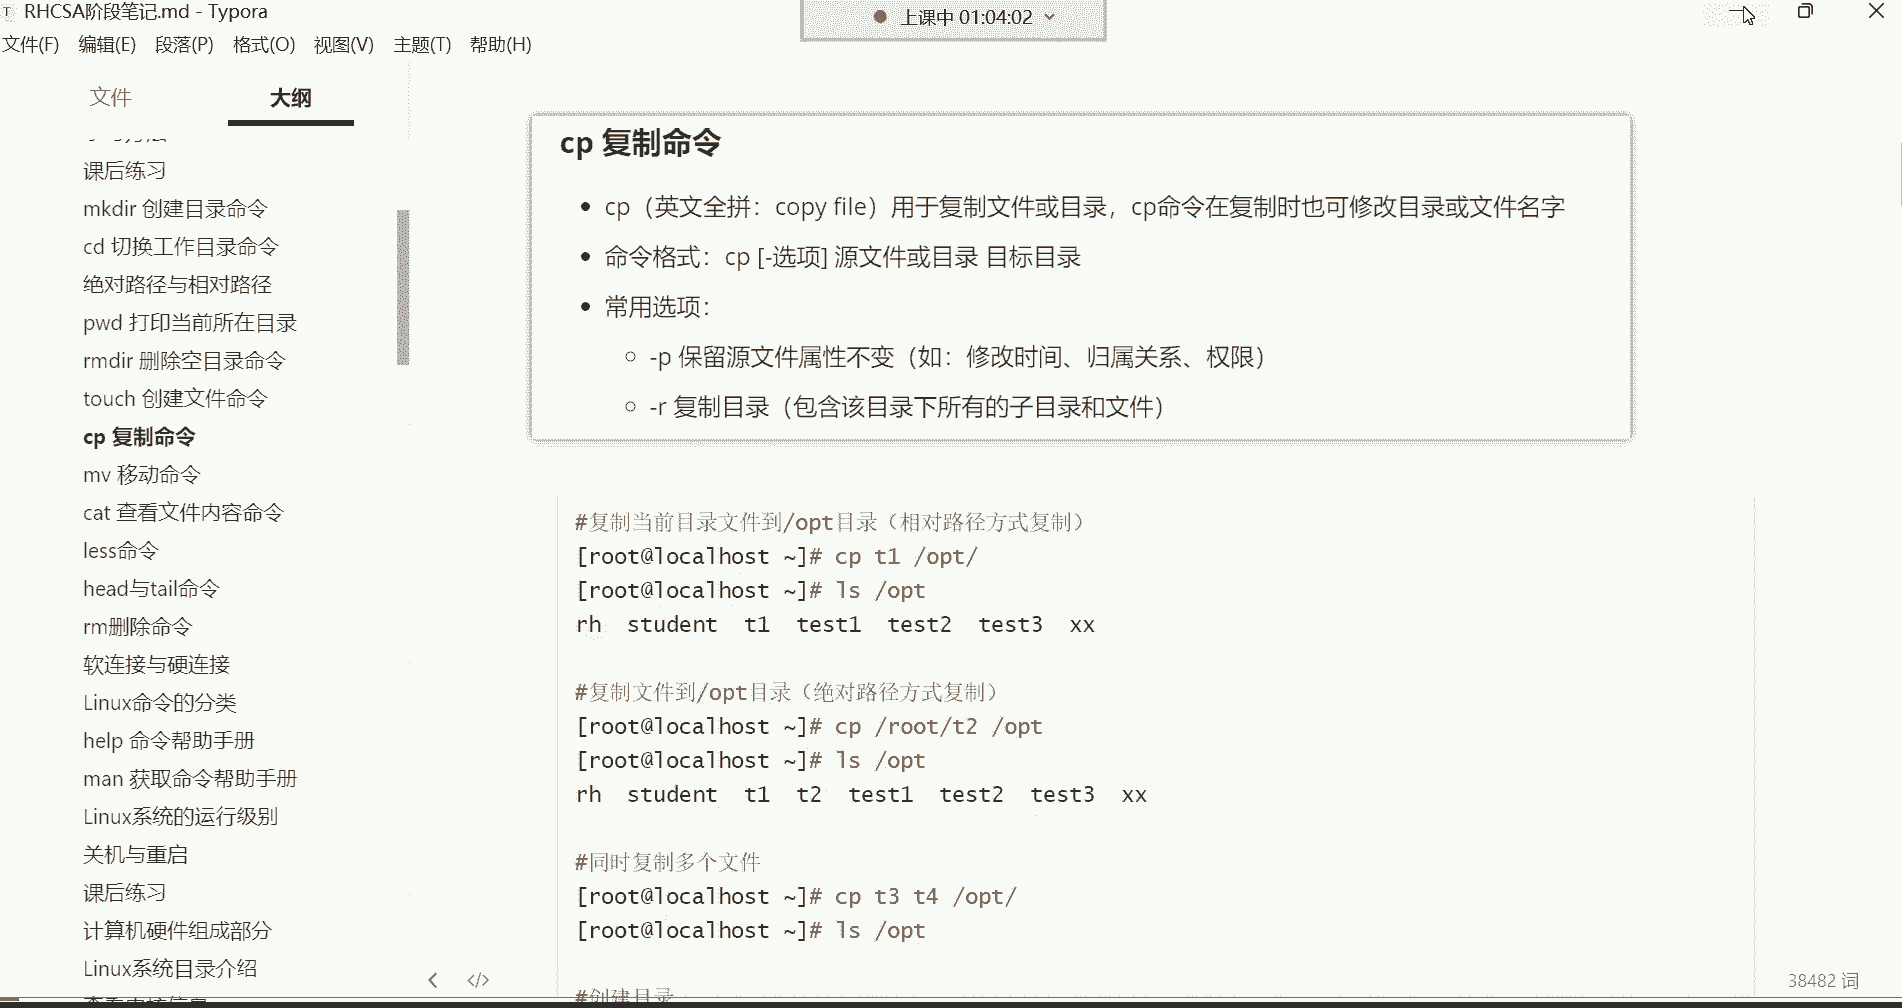 RHCSA阶段笔记.md - Typora
上课中 01:04:02
文件(F) 编辑(E) 段落(P) 格式(O) 视图(V) 主题(T) 帮助(H)
文件 大纲
课后练习
mkdir 创建目录命令
cd 切换工作目录命令
绝对路径与相对路径
pwd 打印当前所在目录
rmdir 删除空目录命令
touch 创建文件命令
cp 复制命令
mv 移动命令
cat 查看文件内容命令
less命令
head与tail命令
rm删除命令
软连接与硬连接
Linux命令的分类
help 命令帮助手册
man 获取命令帮助手册
Linux系统的运行级别
关机与重启
课后练习
计算机硬件组成部分
Linux系统目录介绍
cp 复制命令
cp（英文全拼：copy file）用于复制文件或目录，cp命令在复制时也可修改目录或文件名字
命令格式：cp [-选项] 源文件或目录 目标目录
常用选项：
-p 保留源文件属性不变（如：修改时间、归属关系、权限）
-r 复制目录（包含该目录下所有的子目录和文件）
#复制当前目录文件到/opt目录（相对路径方式复制）
[root@localhost ~]# cp t1 /opt/
[root@localhost ~]# ls /opt
rh student t1 test1 test2 test3 xx
#复制文件到/opt目录（绝对路径方式复制）
[root@localhost ~]# cp /root/t2 /opt
[root@localhost ~]# ls /opt
rh student t1 t2 test1 test2 test3 xx
#同时复制多个文件
[root@localhost ~]# cp t3 t4 /opt/
[root@localhost ~]# ls /opt
#创建目录
38482 词